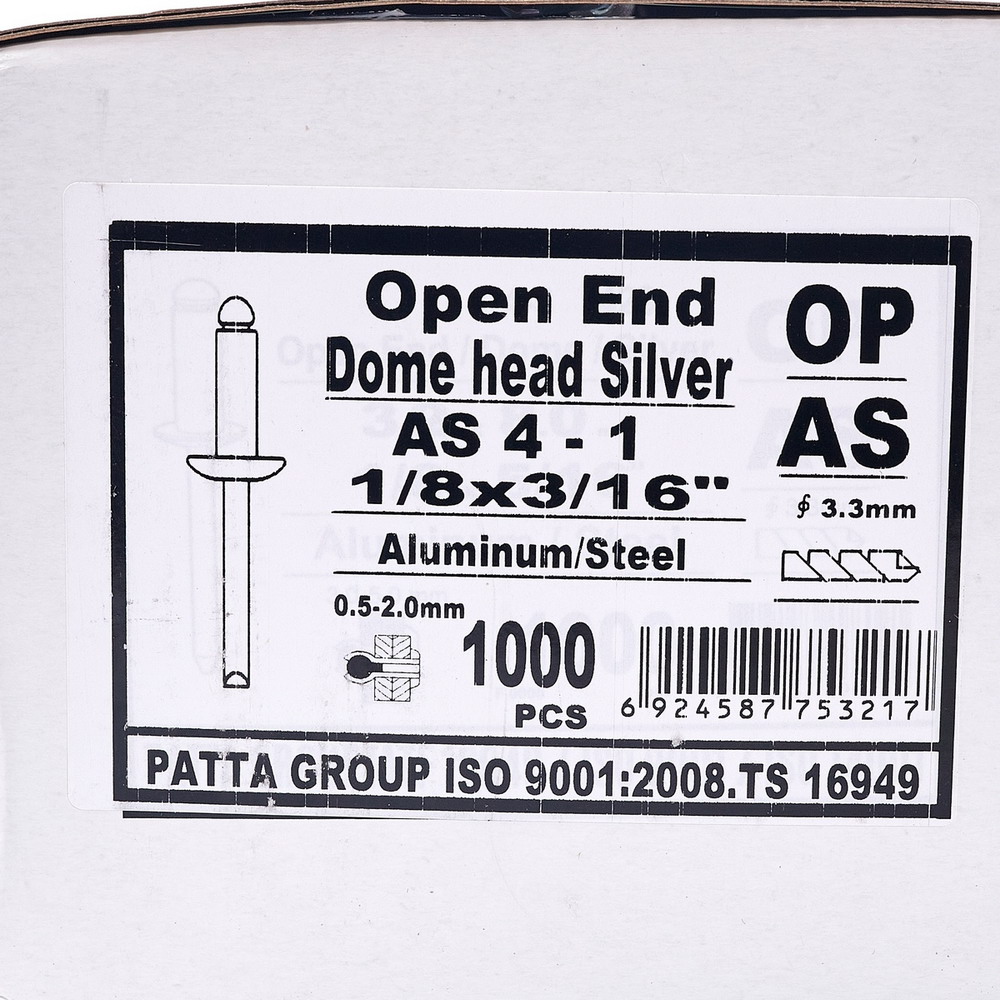 Open End
Dome head Silver
AS 4 - 1
1/8x3/16"
Aluminum/Steel
0.5-2.0mm
1000
PCS
OP
AS
∮ 3.3mm
6 924587 753217
PATTA GROUP ISO 9001:2008.TS 16949